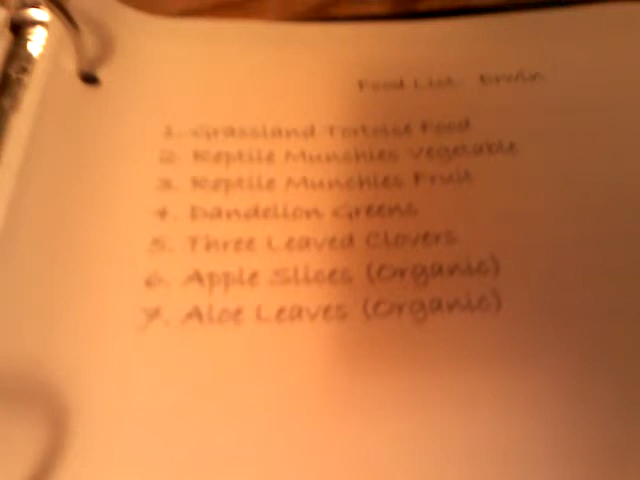 Food List Erwin
1. Grassland Tortoise Food
2. Reptile Munchies Vegetable
3. Reptile Munchies Fruit
4. Dandelion Greens
5. Three Leaved Clovers
6. Apple Slices (Organic)
7. Aloe Leaves (Organic)